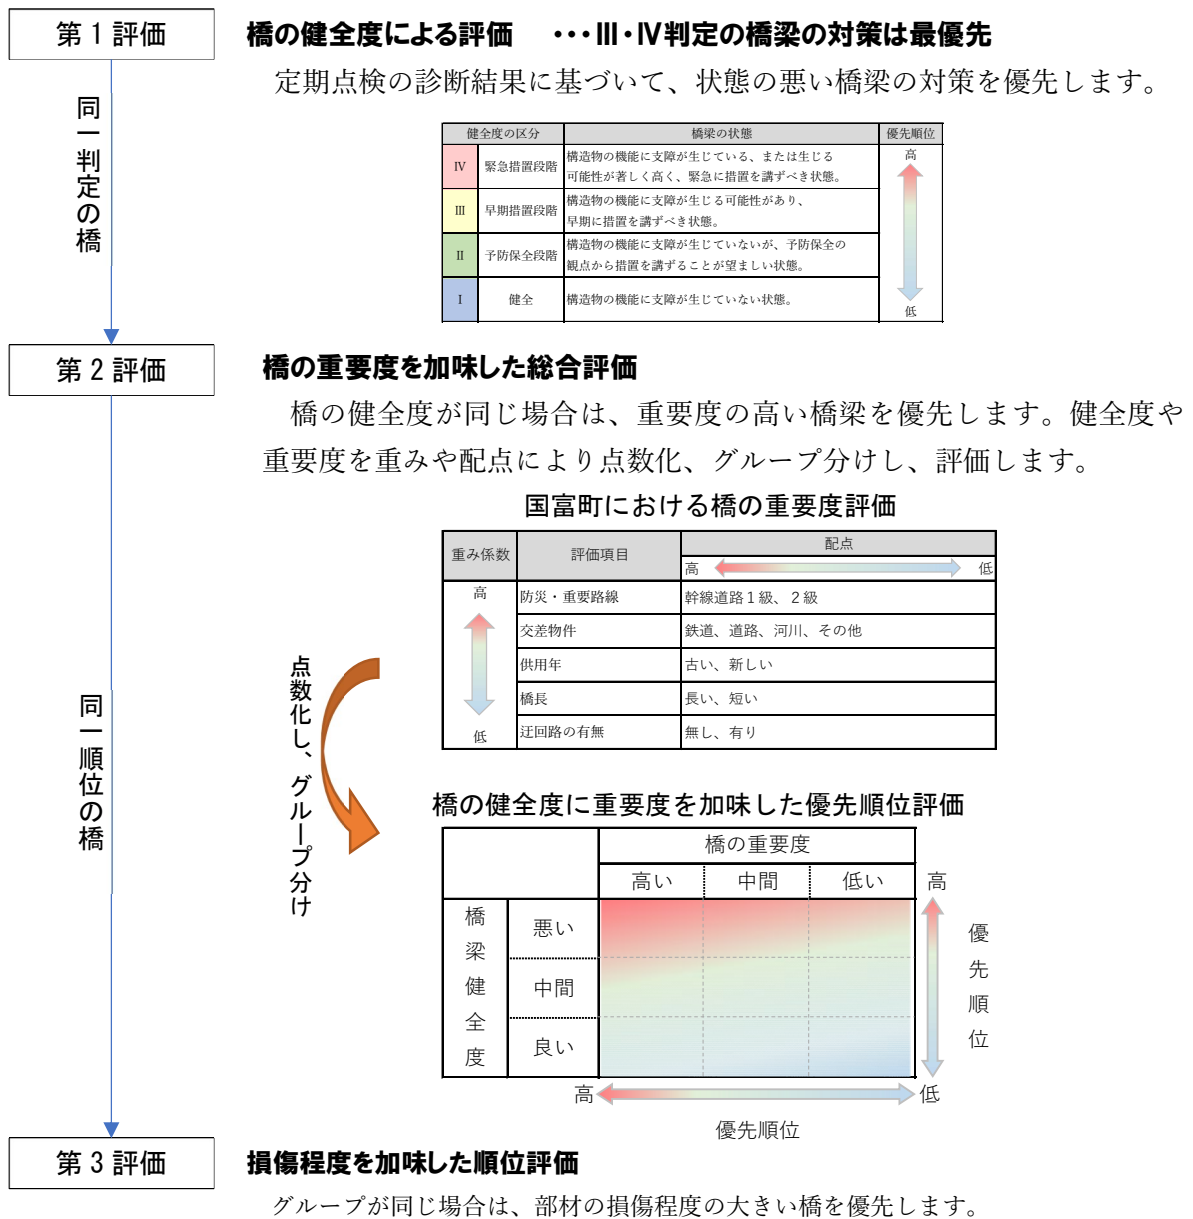 第１評価
橋の健全度による評価　・・・Ⅲ・Ⅳ判定の橋梁の対策は最優先
定期点検の診断結果に基づいて、状態の悪い橋梁の対策を優先します。
同一判定の橋
健全度の区分　橋梁の状態　優先順位
Ⅳ　緊急措置段階　構造物の機能に支障が生じている、または生じる
可能性が著しく高く、緊急に措置を講ずべき状態。
高
Ⅲ　早期措置段階　構造物の機能に支障が生じる可能性があり、
早期に措置を講ずべき状態。
Ⅱ　予防保全段階　構造物の機能に支障が生じていないが、予防保全の
観点から措置を講ずることが望ましい状態。
Ⅰ　健全　構造物の機能に支障が生じていない状態。
低
第２評価
橋の重要度を加味した総合評価
橋の健全度が同じ場合は、重要度の高い橋梁を優先します。健全度や
重要度を重みや配点により点数化、グループ分けし、評価します。
国富町における橋の重要度評価
重み係数　評価項目　配点
高　低
高　防災・重要路線　幹線道路１級、２級
交差物件　鉄道、道路、河川、その他
供用年　古い、新しい
橋長　長い、短い
低　迂回路の有無　無し、有り
点数化し、グループ分け
同一順位の橋
橋の健全度に重要度を加味した優先順位評価
橋の重要度
高い　中間　低い　高
橋梁健全度
悪い
中間
良い
優先順位
高　低
優先順位
第３評価
損傷程度を加味した順位評価
グループが同じ場合は、部材の損傷程度の大きい橋を優先します。